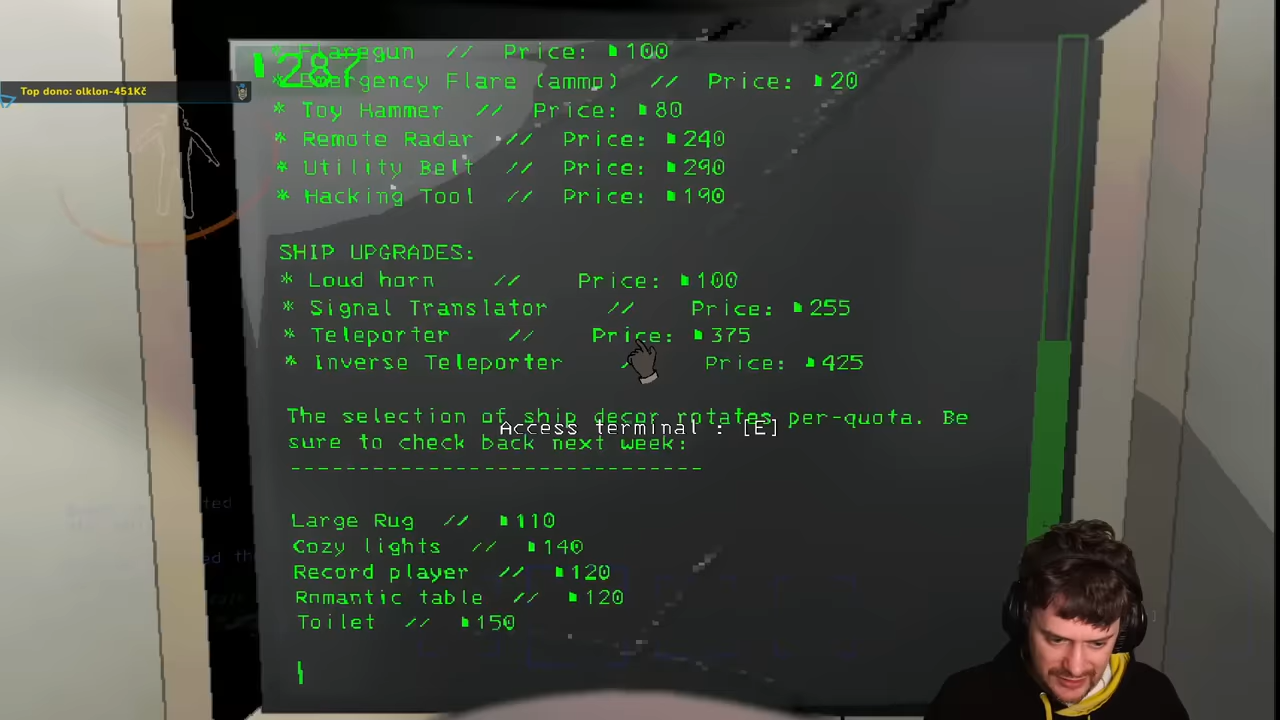 * Flaregun // Price: ▮100
▮287
Top dono: olklon-451Kč
* Emergency Flare (ammo) // Price: ▮20
* Toy Hammer // Price: ▮80
* Remote Radar // Price: ▮240
* Utility Belt // Price: ▮290
* Hacking Tool // Price: ▮190
SHIP UPGRADES:
* Loud horn // Price: ▮100
* Signal Translator // Price: ▮255
* Teleporter // Price: ▮375
* Inverse Teleporter / Price: ▮425
The selection of ship decor rotates per-quota. Be
Access terminal : [E]
sure to check back next week:
------------------------------
Large Rug // ▮110
Cozy lights // ▮140
Record player // ▮120
Romantic table // ▮120
Toilet // ▮150